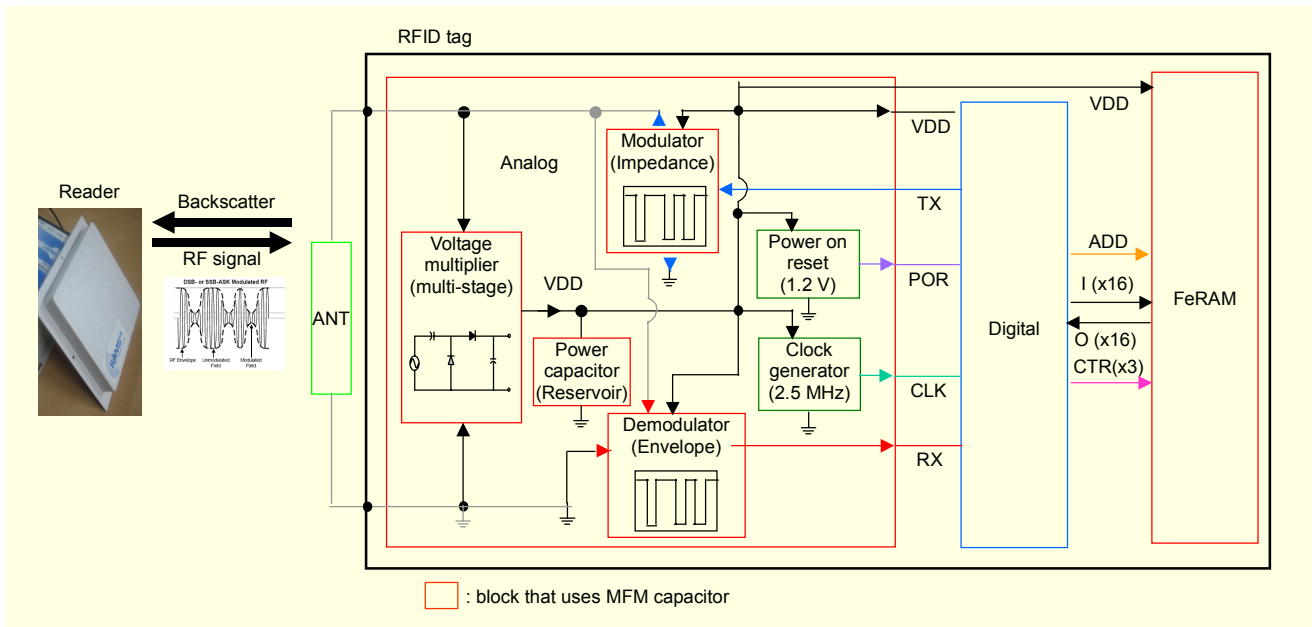 RFID tag
Reader
Backscatter
RF signal
DSB- or SSB-ASK Modulated RF
RF Envelope
Unmodulated
Field
Modulated
Field
ANT
Analog
Voltage
multiplier
(multi-stage)
VDD
Power
capacitor
(Reservoir)
Modulator
(Impedance)
Power on
reset
(1.2 V)
Clock
generator
(2.5 MHz)
Demodulator
(Envelope)
VDD
TX
POR
CLK
RX
Digital
VDD
ADD
I (x16)
O (x16)
CTR(x3)
FeRAM
: block that uses MFM capacitor